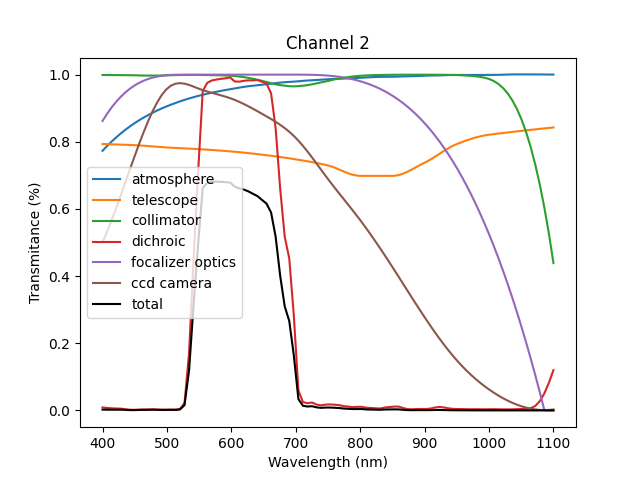 Channel 2
Transmitance (%)
1.0
0.8
0.6
0.4
0.2
0.0
atmosphere
telescope
collimator
dichroic
focalizer optics
ccd camera
total
400 500 600 700 800 900 1000 1100
Wavelength (nm)